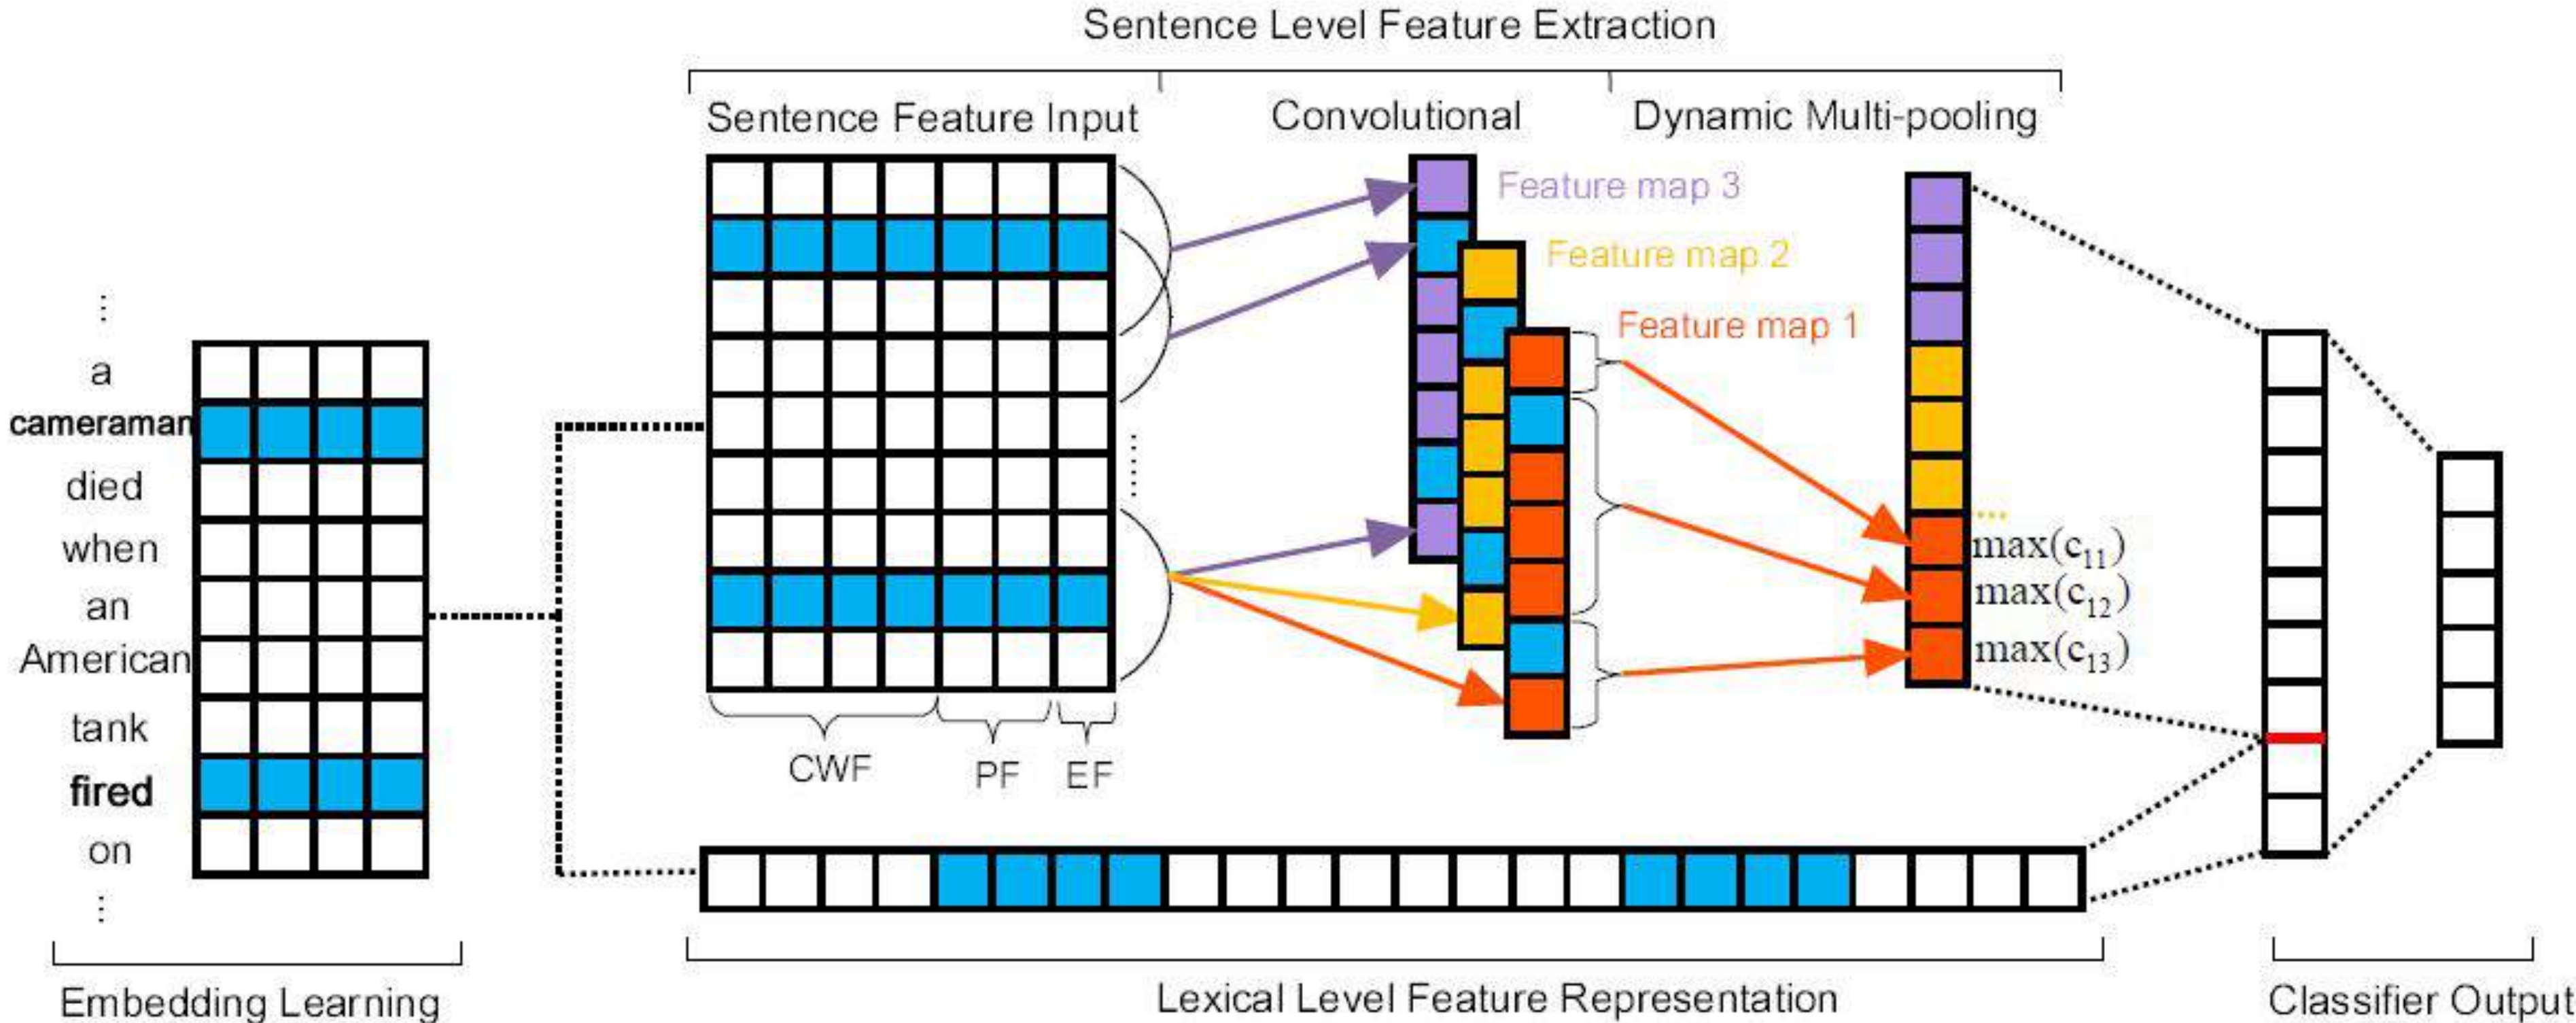 Sentence Level Feature Extraction
Sentence Feature Input
Convolutional
Dynamic Multi-pooling
Feature map 3
Feature map 2
Feature map 1
⋮
a
cameraman
died
when
an
American
tank
fired
on
⋮
max(c₁₁)
max(c₁₂)
max(c₁₃)
CWF
PF
EF
Embedding Learning
Lexical Level Feature Representation
Classifier Output